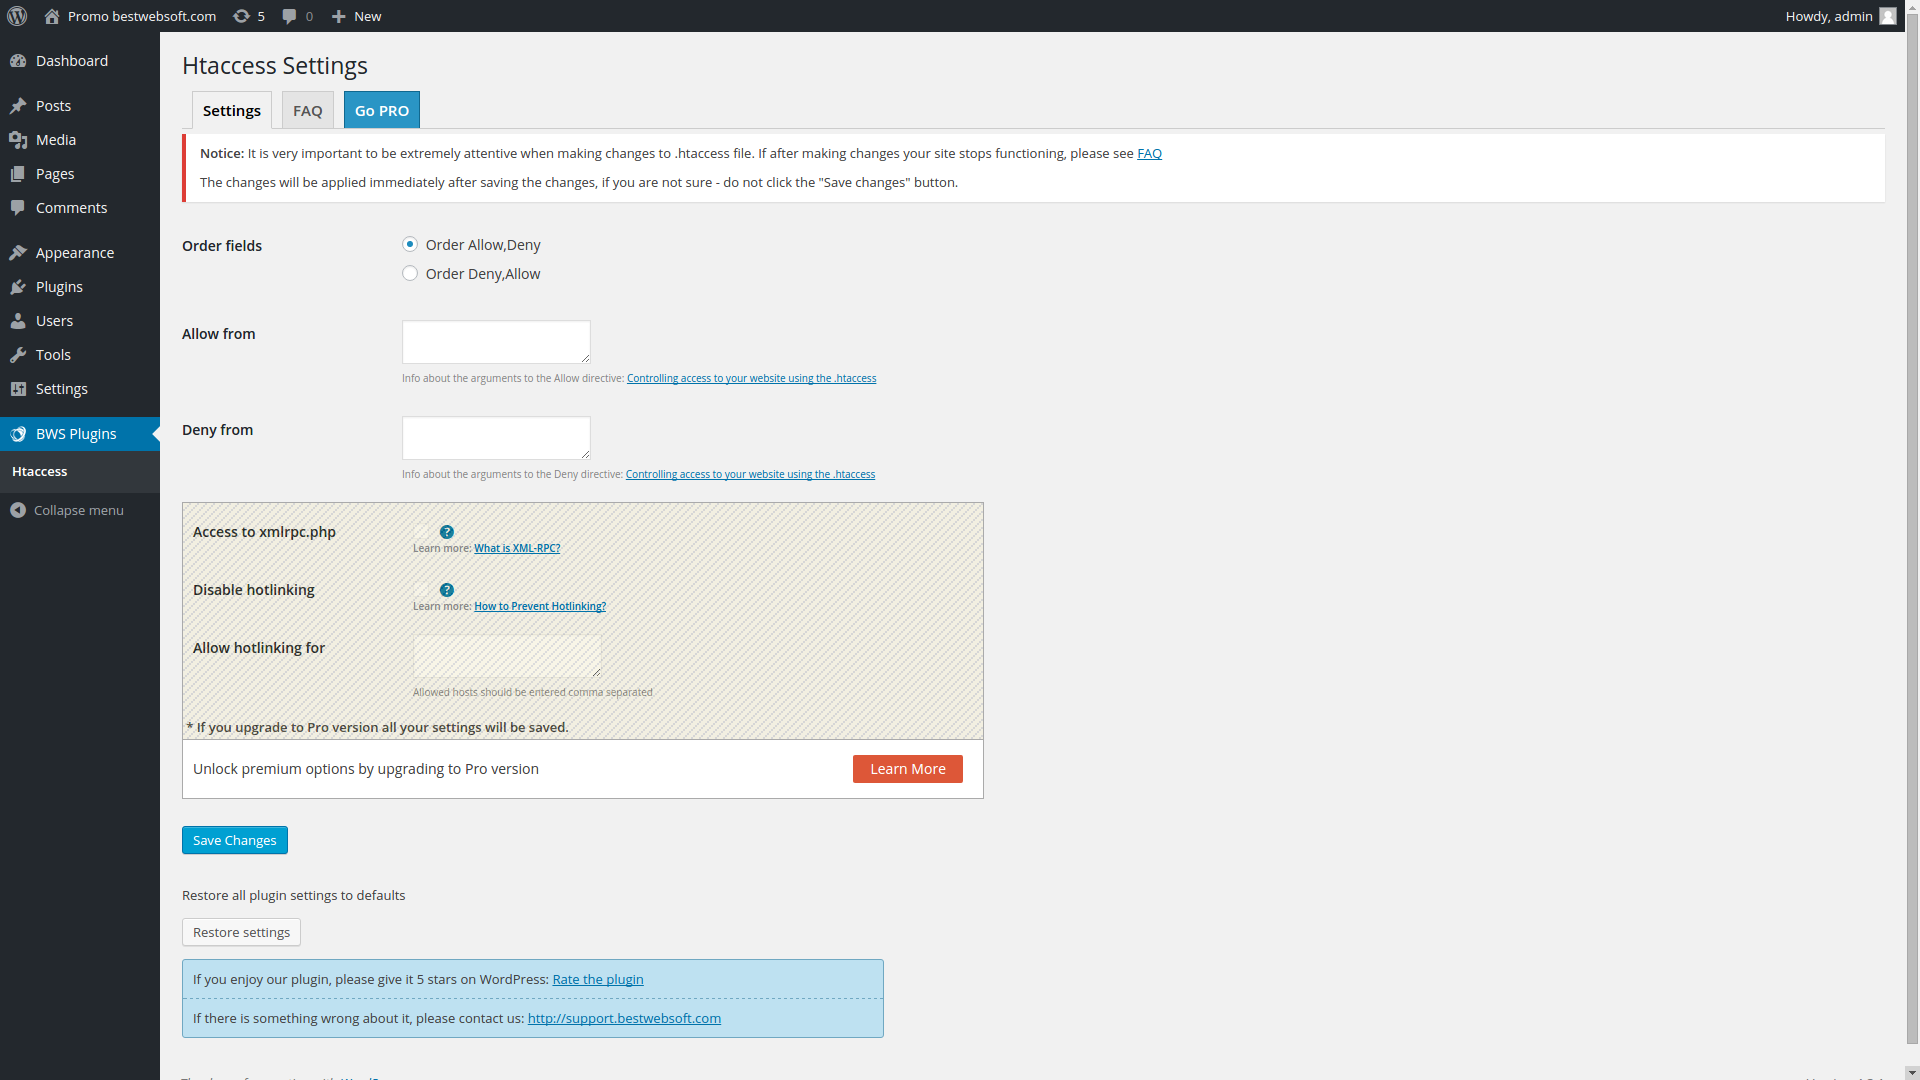 Promo bestwebsoft.com 5 0 New Howdy, admin
Dashboard
Posts
Media
Pages
Comments
Appearance
Plugins
Users
Tools
Settings
BWS Plugins
Htaccess
Collapse menu
Htaccess Settings
Settings FAQ Go PRO
Notice: It is very important to be extremely attentive when making changes to .htaccess file. If after making changes your site stops functioning, please see FAQ
The changes will be applied immediately after saving the changes, if you are not sure - do not click the "Save changes" button.
Order fields
Order Allow,Deny
Order Deny,Allow
Allow from
Info about the arguments to the Allow directive: Controlling access to your website using the .htaccess
Deny from
Info about the arguments to the Deny directive: Controlling access to your website using the .htaccess
Access to xmlrpc.php ?
Learn more: What is XML-RPC?
Disable hotlinking ?
Learn more: How to Prevent Hotlinking?
Allow hotlinking for
Allowed hosts should be entered comma separated
* If you upgrade to Pro version all your settings will be saved.
Unlock premium options by upgrading to Pro version Learn More
Save Changes
Restore all plugin settings to defaults
Restore settings
If you enjoy our plugin, please give it 5 stars on WordPress: Rate the plugin
If there is something wrong about it, please contact us: http://support.bestwebsoft.com